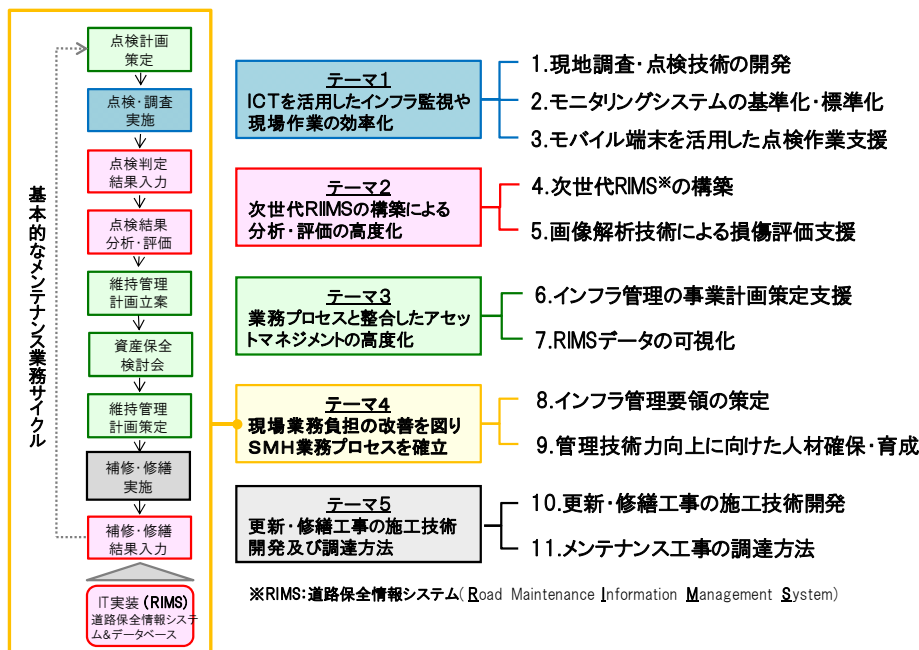 基本的なメンテナンス業務サイクル
点検計画
策定
点検・調査
実施
点検判定
結果入力
点検結果
分析・評価
維持管理
計画立案
資産保全
検討会
維持管理
計画策定
補修・修繕
実施
補修・修繕
結果入力
IT実装(RIMS)
道路保全情報システ
ム&データベース
テーマ1
ICTを活用したインフラ監視や
現場作業の効率化
1.現地調査・点検技術の開発
2.モニタリングシステムの基準化・標準化
3.モバイル端末を活用した点検作業支援
テーマ2
次世代RIIMSの構築による
分析・評価の高度化
4.次世代RIMS※の構築
5.画像解析技術による損傷評価支援
テーマ3
業務プロセスと整合したアセッ
トマネジメントの高度化
6.インフラ管理の事業計画策定支援
7.RIMSデータの可視化
テーマ4
現場業務負担の改善を図り
SMH業務プロセスを確立
8.インフラ管理要領の策定
9.管理技術力向上に向けた人材確保・育成
テーマ5
更新・修繕工事の施工技術
開発及び調達方法
10.更新・修繕工事の施工技術開発
11.メンテナンス工事の調達方法
※RIMS:道路保全情報システム(Road Maintenance Information Management System)